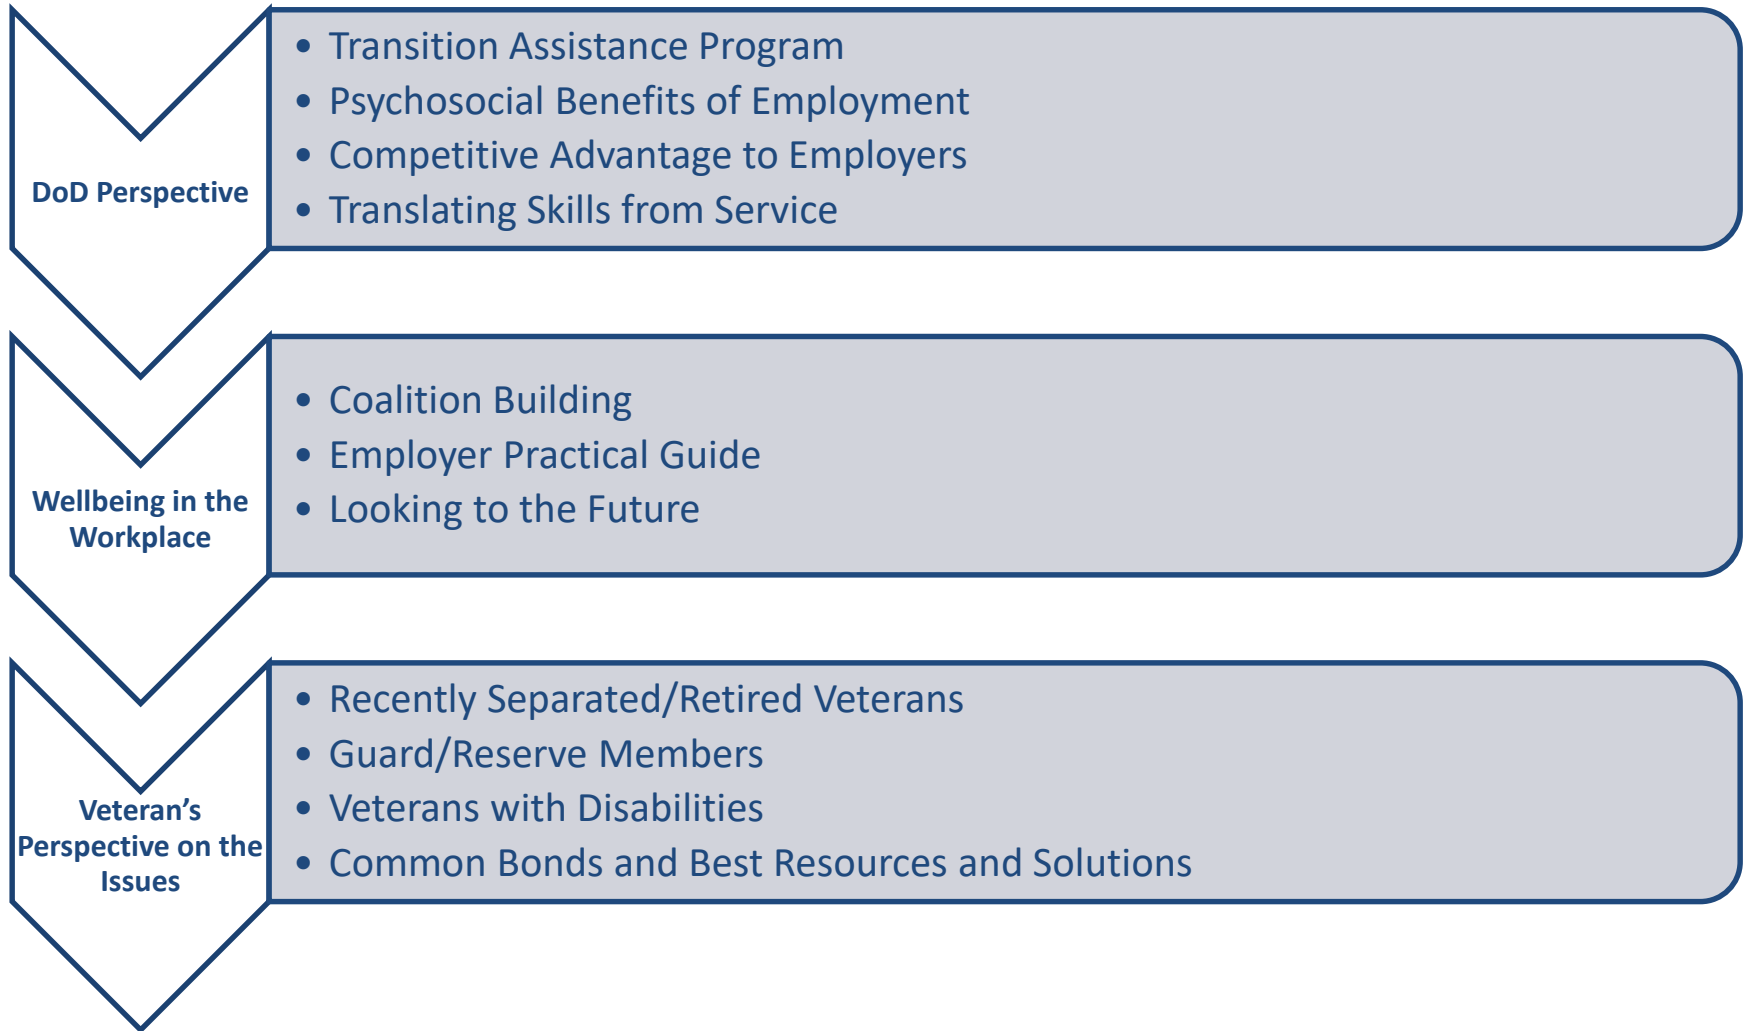 DoD Perspective
• Transition Assistance Program
• Psychosocial Benefits of Employment
• Competitive Advantage to Employers
• Translating Skills from Service
Wellbeing in the
Workplace
• Coalition Building
• Employer Practical Guide
• Looking to the Future
Veteran’s
Perspective on the
Issues
• Recently Separated/Retired Veterans
• Guard/Reserve Members
• Veterans with Disabilities
• Common Bonds and Best Resources and Solutions